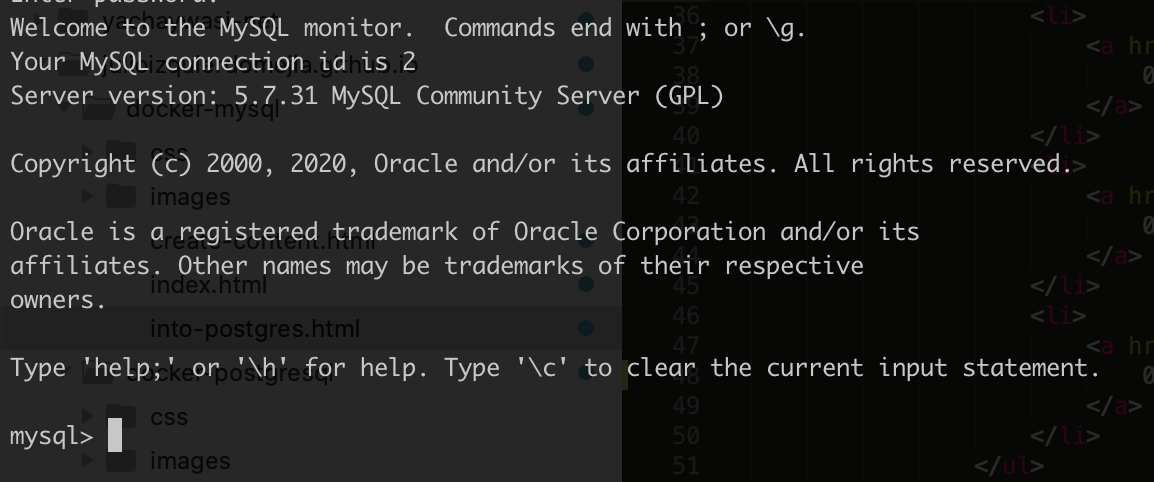 Enter password:
Welcome to the MySQL monitor.  Commands end with ; or \g.
Your MySQL connection id is 2
Server version: 5.7.31 MySQL Community Server (GPL)
Copyright (c) 2000, 2020, Oracle and/or its affiliates. All rights reserved.
Oracle is a registered trademark of Oracle Corporation and/or its
affiliates. Other names may be trademarks of their respective
owners.
Type 'help;' or '\h' for help. Type '\c' to clear the current input statement.
mysql>
docker-mysql
css
images
create-content.html
index.html
into-postgres.html
docker-postgresql
css
images
36 <li>
37 <a hr
38 0
</a>
40 </li>
<li>
42 <a hr
43 0
44 </a>
45 </li>
46 <li>
47 <a hr
48 0
49 </a>
50 </li>
51 </ul>